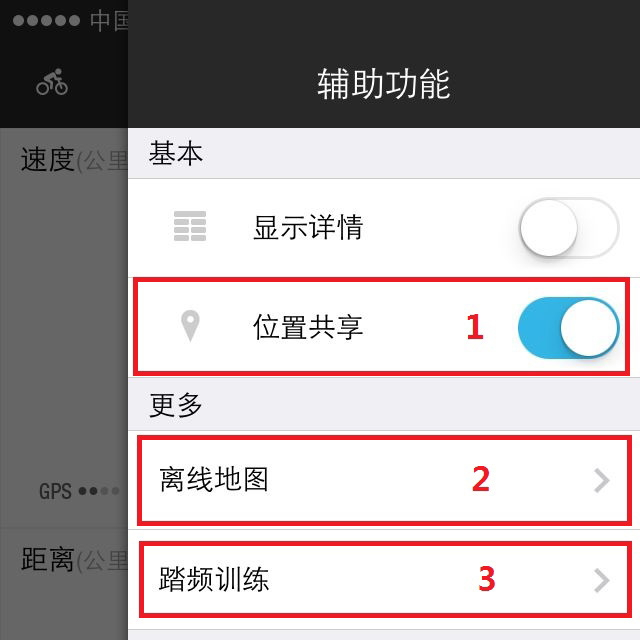 中国
辅助功能
速度(公里
基本
显示详情
位置共享 1
更多
离线地图 2
GPS
距离(公里
踏频训练 3